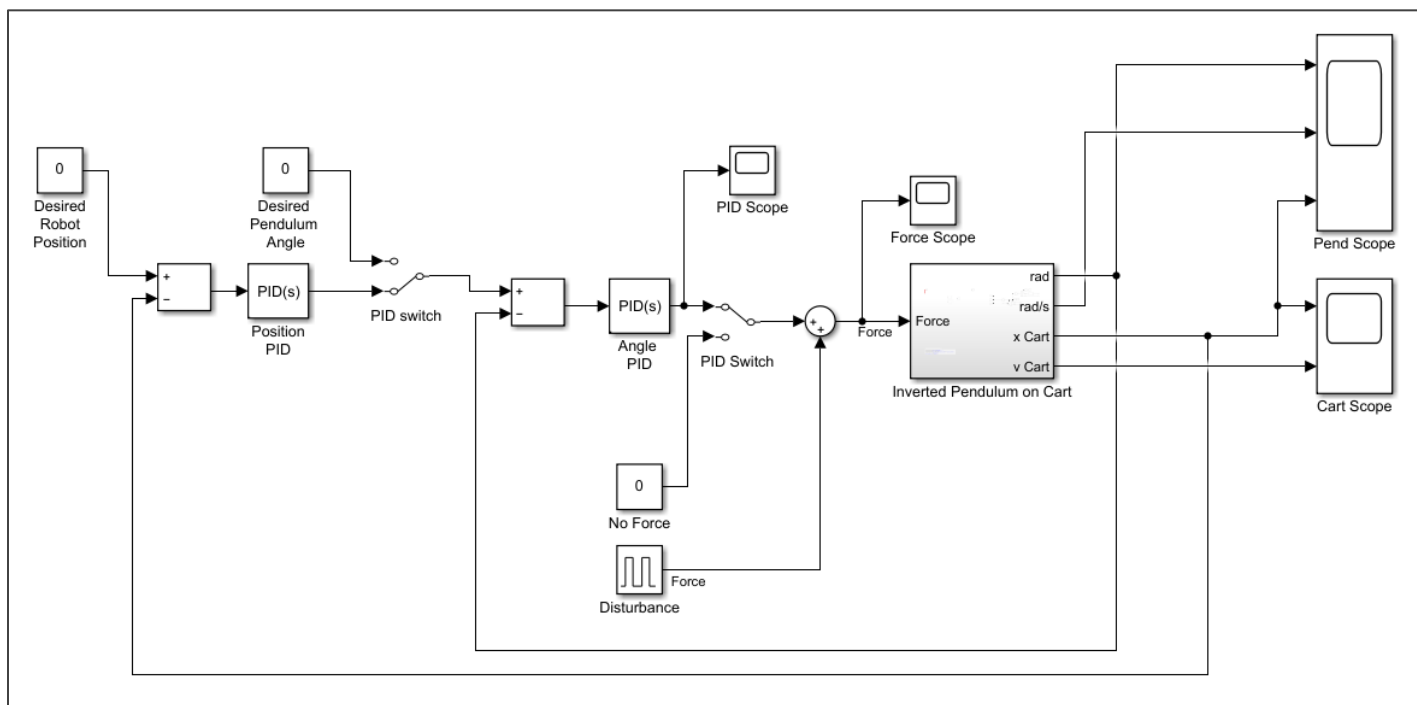 0
Desired
Robot
Position
0
Desired
Pendulum
Angle
+
−
PID(s)
Position
PID
PID switch
+
−
PID(s)
Angle
PID
PID Scope
PID Switch
0
No Force
Force
Disturbance
+
+
Force
Force Scope
Force
rad
rad/s
x Cart
v Cart
Inverted Pendulum on Cart
Pend Scope
Cart Scope